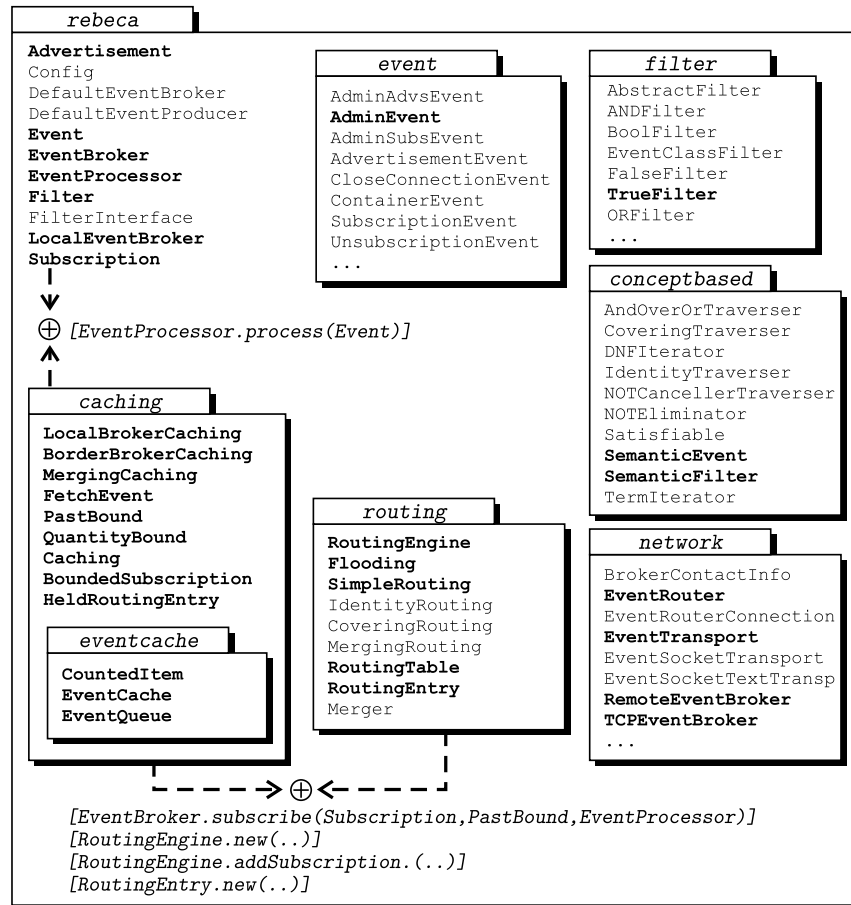 rebeca
Advertisement
Config
DefaultEventBroker
DefaultEventProducer
Event
EventBroker
EventProcessor
Filter
FilterInterface
LocalEventBroker
Subscription
[EventProcessor.process(Event)]
event
AdminAdvsEvent
AdminEvent
AdminSubsEvent
AdvertisementEvent
CloseConnectionEvent
ContainerEvent
SubscriptionEvent
UnsubscriptionEvent
...
filter
AbstractFilter
ANDFilter
BoolFilter
EventClassFilter
FalseFilter
TrueFilter
ORFilter
...
conceptbased
AndOverOrTraverser
CoveringTraverser
DNFIterator
IdentityTraverser
NOTCancellerTraverser
NOTEliminator
Satisfiable
SemanticEvent
SemanticFilter
TermIterator
caching
LocalBrokerCaching
BorderBrokerCaching
MergingCaching
FetchEvent
PastBound
QuantityBound
Caching
BoundedSubscription
HeldRoutingEntry
eventcache
CountedItem
EventCache
EventQueue
routing
RoutingEngine
Flooding
SimpleRouting
IdentityRouting
CoveringRouting
MergingRouting
RoutingTable
RoutingEntry
Merger
network
BrokerContactInfo
EventRouter
EventRouterConnection
EventTransport
EventSocketTransport
EventSocketTextTransp
RemoteEventBroker
TCPEventBroker
...
[EventBroker.subscribe(Subscription,PastBound,EventProcessor)]
[RoutingEngine.new(..)]
[RoutingEngine.addSubscription.(..)]
[RoutingEntry.new(..)]